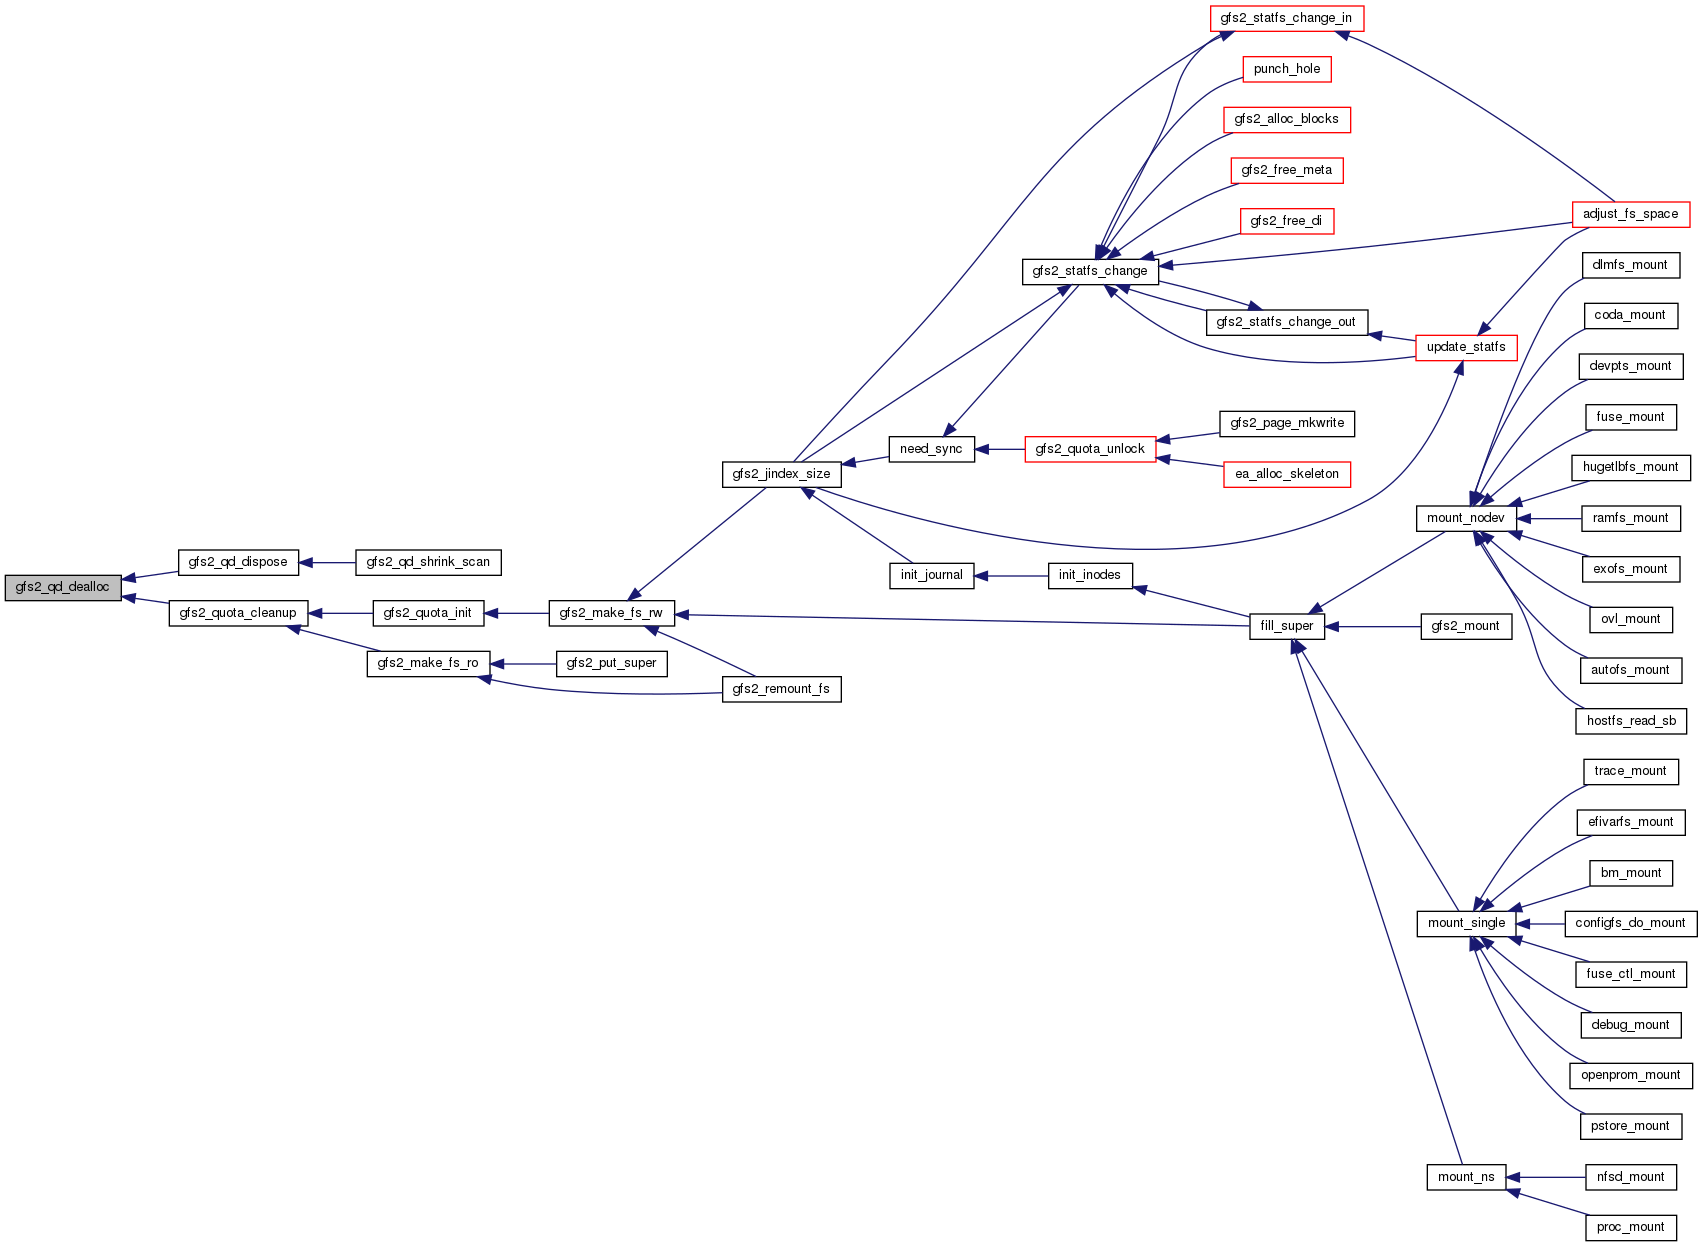 gfs2_statfs_change_in
punch_hole
gfs2_alloc_blocks
gfs2_free_meta
adjust_fs_space
gfs2_free_di
dlmfs_mount
gfs2_statfs_change
coda_mount
gfs2_statfs_change_out
update_statfs
devpts_mount
fuse_mount
gfs2_page_mkwrite
need_sync
gfs2_quota_unlock
hugetlbfs_mount
gfs2_jindex_size
ea_alloc_skeleton
mount_nodev
ramfs_mount
gfs2_qd_dispose
gfs2_qd_shrink_scan
exofs_mount
init_journal
init_inodes
gfs2_qd_dealloc
gfs2_quota_cleanup
gfs2_quota_init
gfs2_make_fs_rw
ovl_mount
fill_super
gfs2_mount
gfs2_make_fs_ro
gfs2_put_super
autofs_mount
gfs2_remount_fs
hostfs_read_sb
trace_mount
efivarfs_mount
bm_mount
mount_single
configfs_do_mount
fuse_ctl_mount
debug_mount
openprom_mount
pstore_mount
mount_ns
nfsd_mount
proc_mount